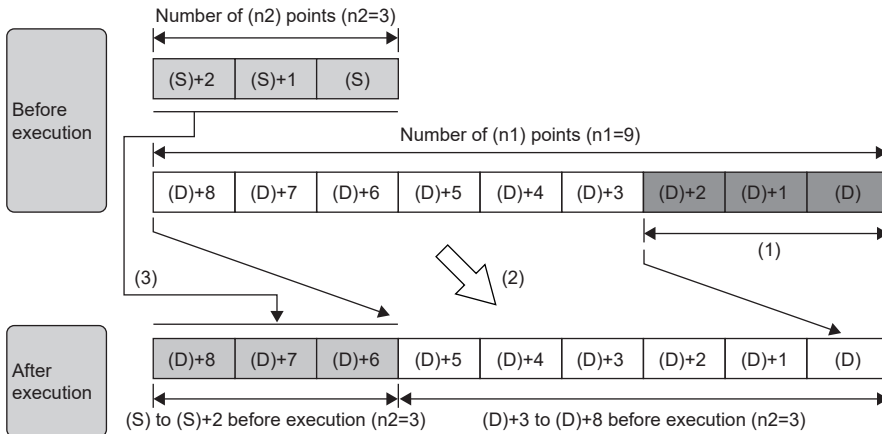 Number of (n2) points (n2=3)
(S)+2 (S)+1 (S)
Before
execution
Number of (n1) points (n1=9)
(D)+8 (D)+7 (D)+6 (D)+5 (D)+4 (D)+3 (D)+2 (D)+1 (D)
(1)
(3) (2)
After
execution
(D)+8 (D)+7 (D)+6 (D)+5 (D)+4 (D)+3 (D)+2 (D)+1 (D)
(S) to (S)+2 before execution (n2=3) (D)+3 to (D)+8 before execution (n2=3)